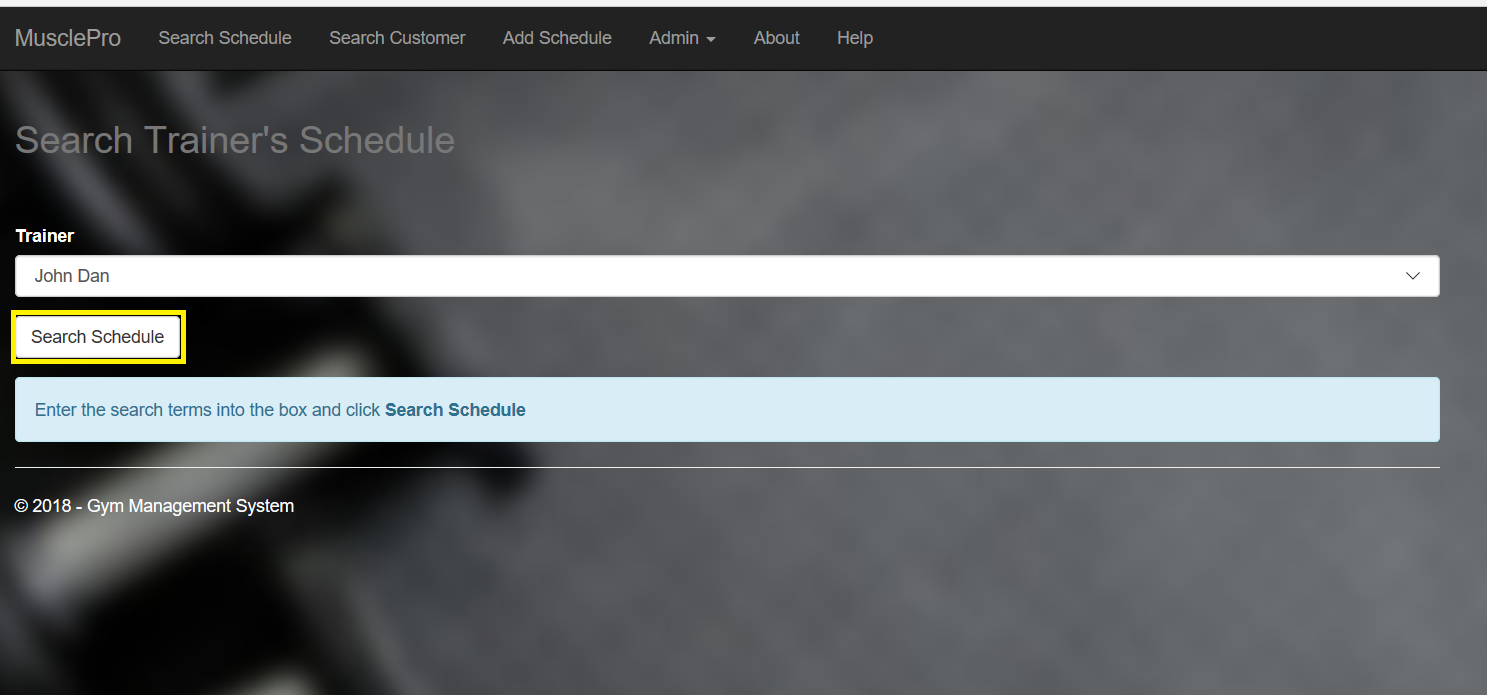 MusclePro Search Schedule Search Customer Add Schedule Admin About Help
Search Trainer's Schedule
Trainer
John Dan
Search Schedule
Enter the search terms into the box and click Search Schedule
© 2018 - Gym Management System